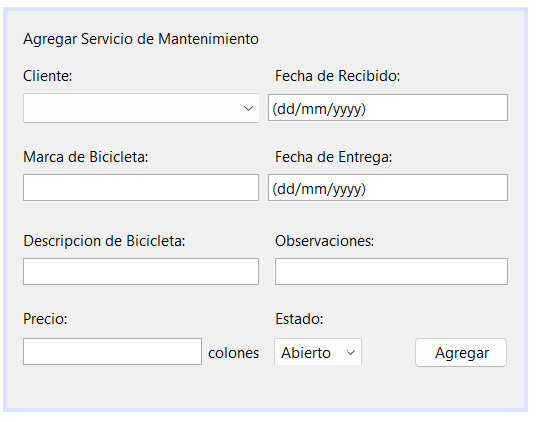 Agregar Servicio de Mantenimiento
Cliente: Fecha de Recibido:
(dd/mm/yyyy)
Marca de Bicicleta: Fecha de Entrega:
(dd/mm/yyyy)
Descripcion de Bicicleta: Observaciones:
Precio: Estado:
colones Abierto Agregar